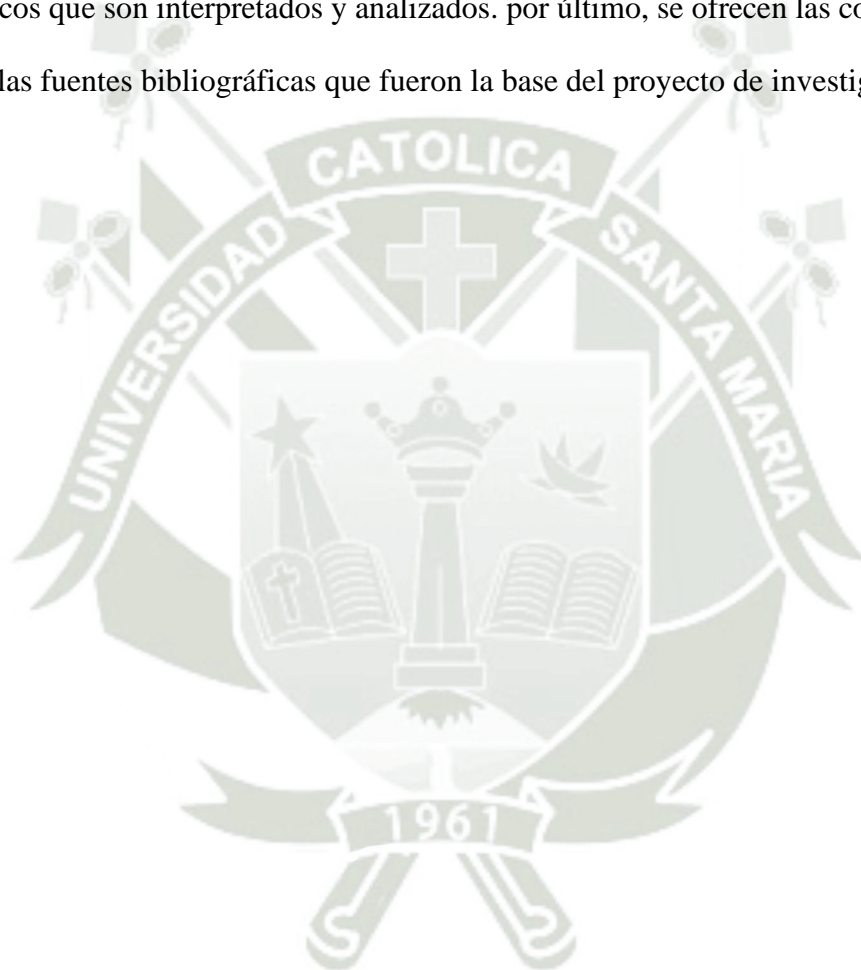 cos que son interpretados y analizados. por último, se ofrecen las co
las fuentes bibliográficas que fueron la base del proyecto de investig
UNIVERSIDAD CATOLICA SANTA MARIA
1961